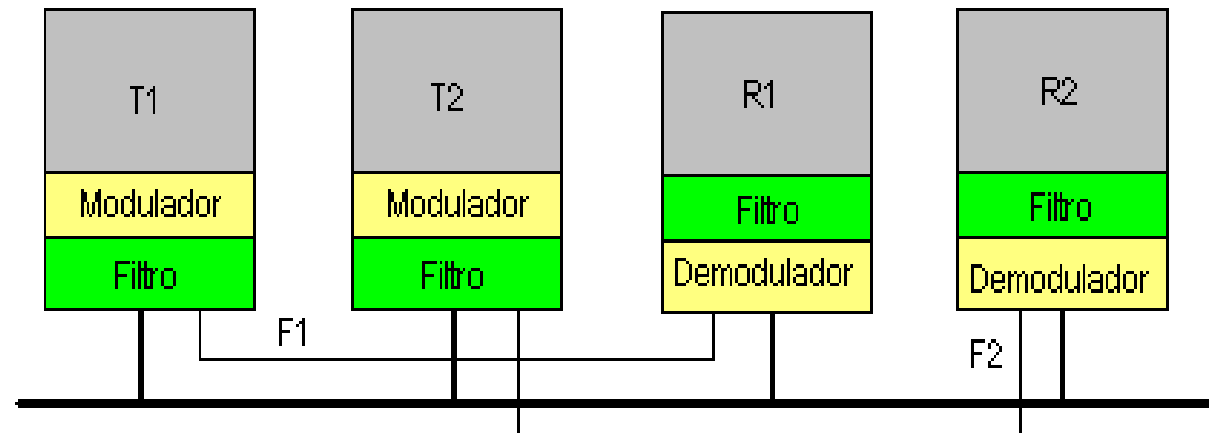 T1
T2
R1
R2
Modulador
Modulador
Filtro
Filtro
Filtro
Filtro
Demodulador
Demodulador
F1
F2